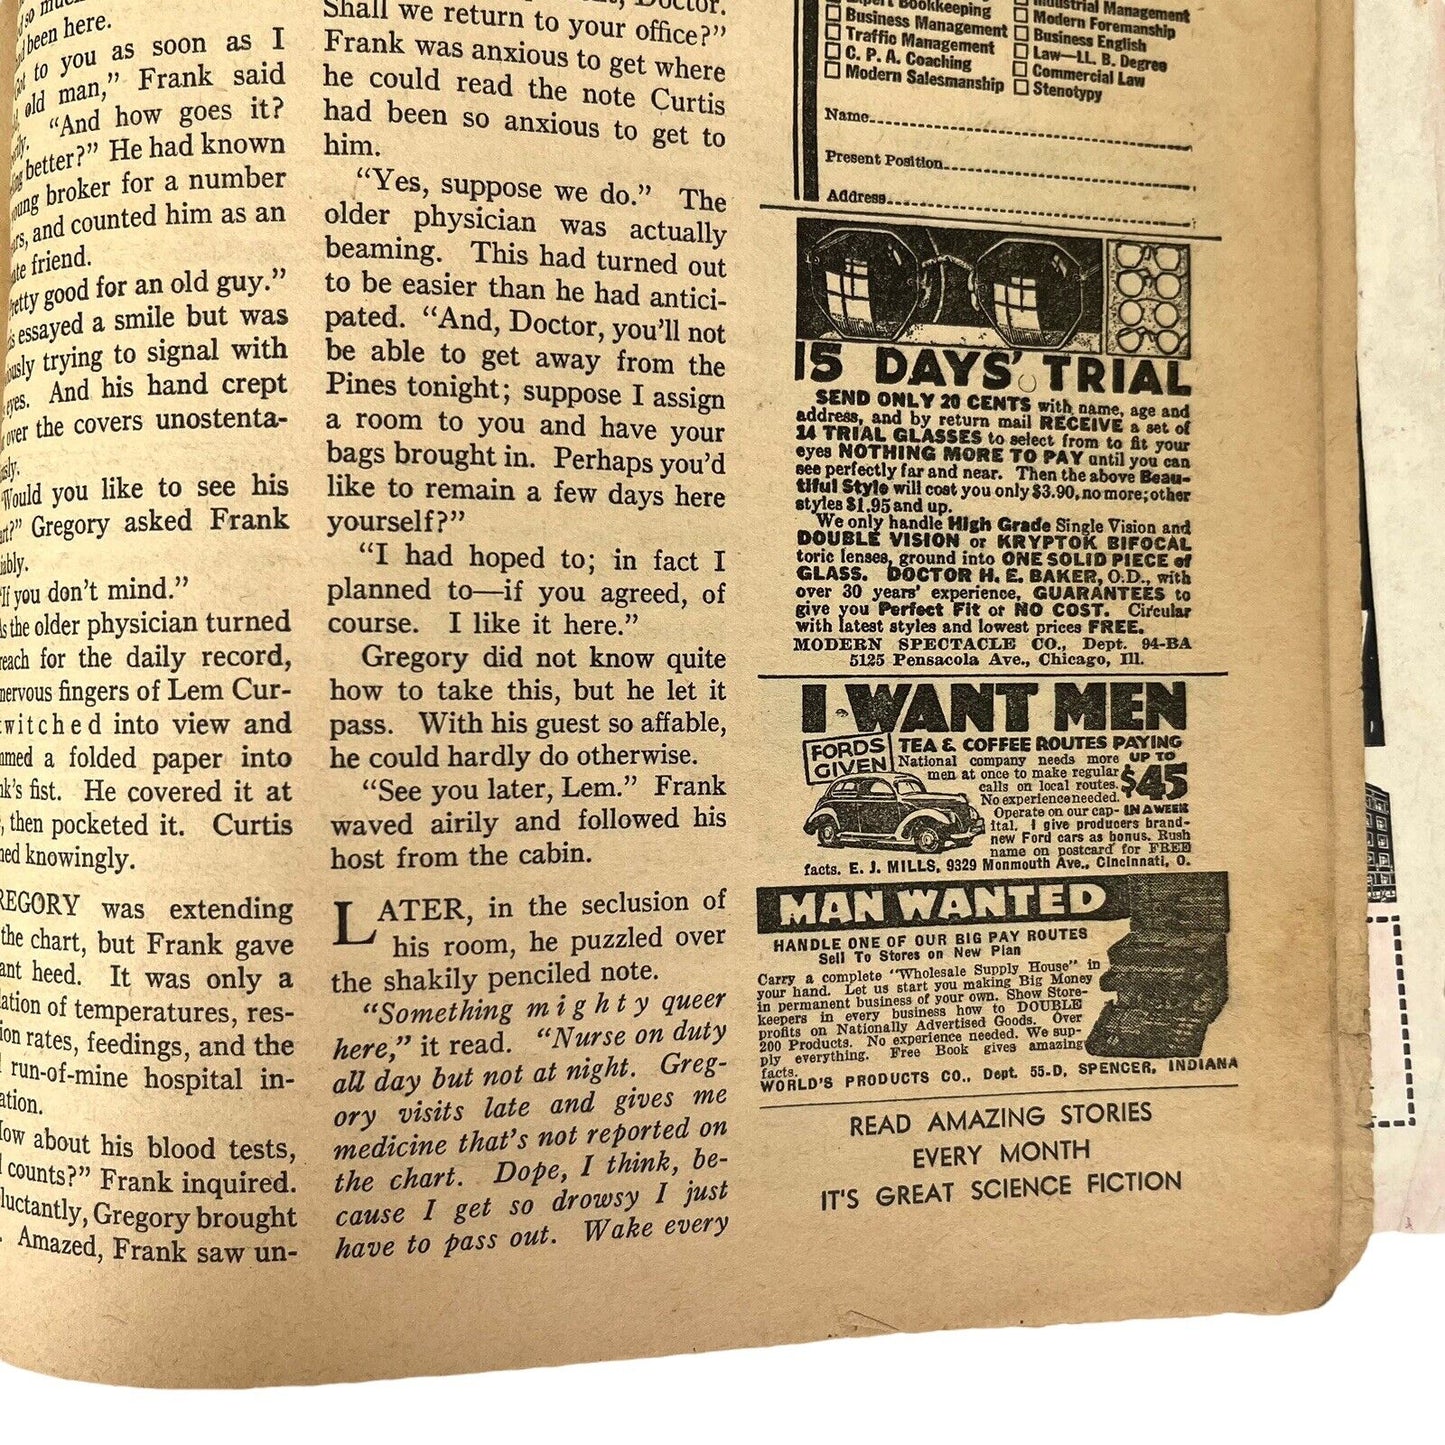 so much
been here.
to you as soon as I
old man,” Frank said
“And how goes it?
better?” He had known
young broker for a number
and counted him as an
friend.
good for an old guy.”
essayed a smile but was
trying to signal with
eyes. And his hand crept
over the covers unostenta-
“Would you like to see his
Gregory asked Frank
“If you don’t mind.”
As the older physician turned
reach for the daily record,
nervous fingers of Lem Cur-
twitched into view and
a folded paper into
fist. He covered it at
then pocketed it. Curtis
knowingly.
GREGORY was extending
the chart, but Frank gave
heed. It was only a
of temperatures, res-
rates, feedings, and the
run-of-mine hospital in-
“How about his blood tests,
counts?” Frank inquired.
Reluctantly, Gregory brought
Amazed, Frank saw un-
Doctor.
Shall we return to your office?”
Frank was anxious to get where
he could read the note Curtis
had been so anxious to get to
him.
“Yes, suppose we do.” The
older physician was actually
beaming. This had turned out
to be easier than he had antici-
pated. “And, Doctor, you’ll not
be able to get away from the
Pines tonight; suppose I assign
a room to you and have your
bags brought in. Perhaps you’d
like to remain a few days here
yourself?”
“I had hoped to; in fact I
planned to—if you agreed, of
course. I like it here.”
Gregory did not know quite
how to take this, but he let it
pass. With his guest so affable,
he could hardly do otherwise.
“See you later, Lem.” Frank
waved airily and followed his
host from the cabin.
LATER, in the seclusion of
his room, he puzzled over
the shakily penciled note.
“Something mighty queer
here,” it read. “Nurse on duty
all day but not at night. Greg-
ory visits late and gives me
medicine that’s not reported on
the chart. Dope, I think, be-
cause I get so drowsy I just
have to pass out. Wake every
Expert Bookkeeping
Business Management
Traffic Management
C. P. A. Coaching
Modern Salesmanship
Industrial Management
Modern Foremanship
Business English
Law—LL. B. Degree
Commercial Law
Stenotypy
Name
Present Position
Address
15 DAYS’ TRIAL
SEND ONLY 20 CENTS with name, age and
address, and by return mail RECEIVE a set of
14 TRIAL GLASSES to select from to fit your
eyes NOTHING MORE TO PAY until you can
see perfectly far and near. Then the above Beau-
tiful Style will cost you only $3.90, no more; other
styles $1.95 and up.
We only handle High Grade Single Vision and
DOUBLE VISION or KRYPTOK BIFOCAL
toric lenses, ground into ONE SOLID PIECE of
GLASS. DOCTOR H. E. BAKER, O.D., with
over 30 years’ experience, GUARANTEES to
give you Perfect Fit or NO COST. Circular
with latest styles and lowest prices FREE.
MODERN SPECTACLE CO., Dept. 94-BA
5125 Pensacola Ave., Chicago, Ill.
I WANT MEN
FORDS GIVEN
TEA & COFFEE ROUTES PAYING
UP TO
$45
IN A WEEK
National company needs more
men at once to make regular
calls on local routes.
No experience needed.
Operate on our cap-
ital. I give producers brand-
new Ford cars as bonus. Rush
name on postcard for FREE
facts. E. J. MILLS, 9329 Monmouth Ave., Cincinnati, O.
MAN WANTED
HANDLE ONE OF OUR BIG PAY ROUTES
Sell To Stores on New Plan
Carry a complete “Wholesale Supply House” in
your hand. Let us start you making Big Money
in permanent business of your own. Show Store-
keepers in every business how to DOUBLE
profits on Nationally Advertised Goods. Over
200 Products. No experience needed. We sup-
ply everything. Free Book gives amazing
facts.
WORLD’S PRODUCTS CO., Dept. 55-D, SPENCER, INDIANA
READ AMAZING STORIES
EVERY MONTH
IT’S GREAT SCIENCE FICTION